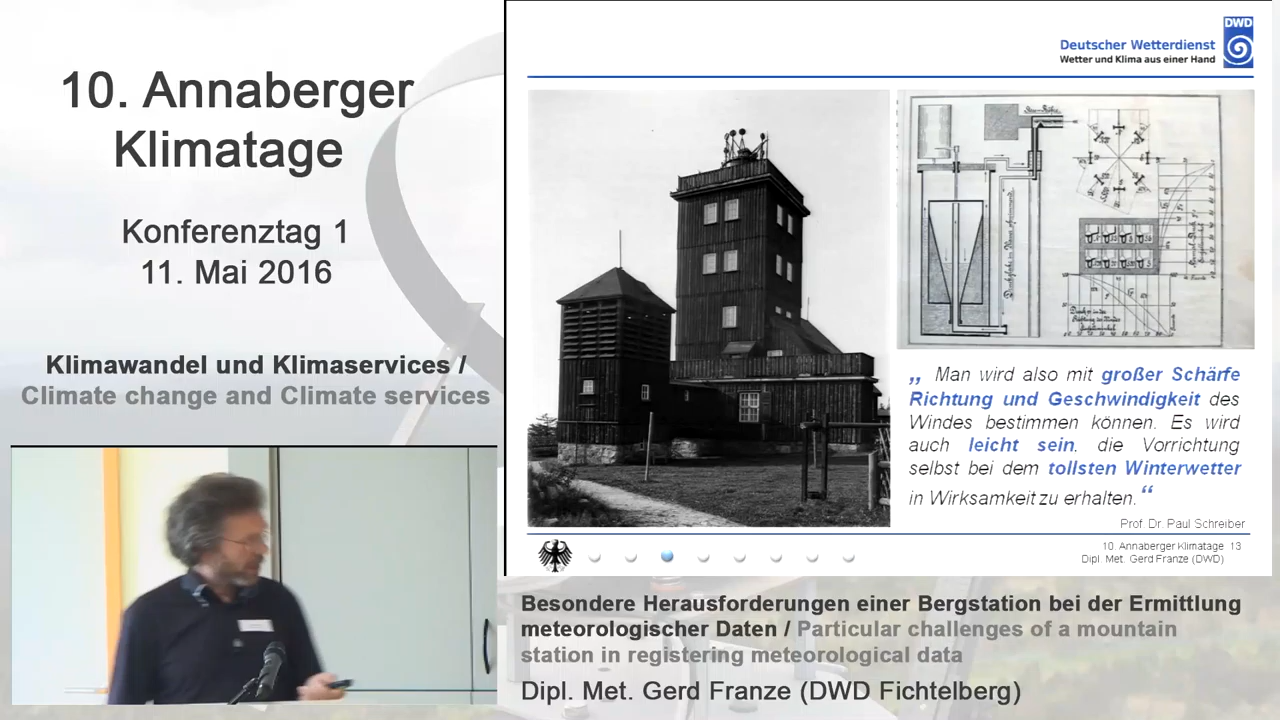 10. Annaberger
Klimatage
Konferenztag 1
11. Mai 2016
Klimawandel und Klimaservices /
Climate change and Climate services
DWD
Deutscher Wetterdienst
Wetter und Klima aus einer Hand
„ Man wird also mit großer Schärfe
Richtung und Geschwindigkeit des
Windes bestimmen können. Es wird
auch leicht sein, die Vorrichtung
selbst bei dem tollsten Winterwetter
in Wirksamkeit zu erhalten.“
Prof. Dr. Paul Schreiber
10. Annaberger Klimatage 13
Dipl. Met. Gerd Franze (DWD)
Besondere Herausforderungen einer Bergstation bei der Ermittlung
meteorologischer Daten / Particular challenges of a mountain
station in registering meteorological data
Dipl. Met. Gerd Franze (DWD Fichtelberg)